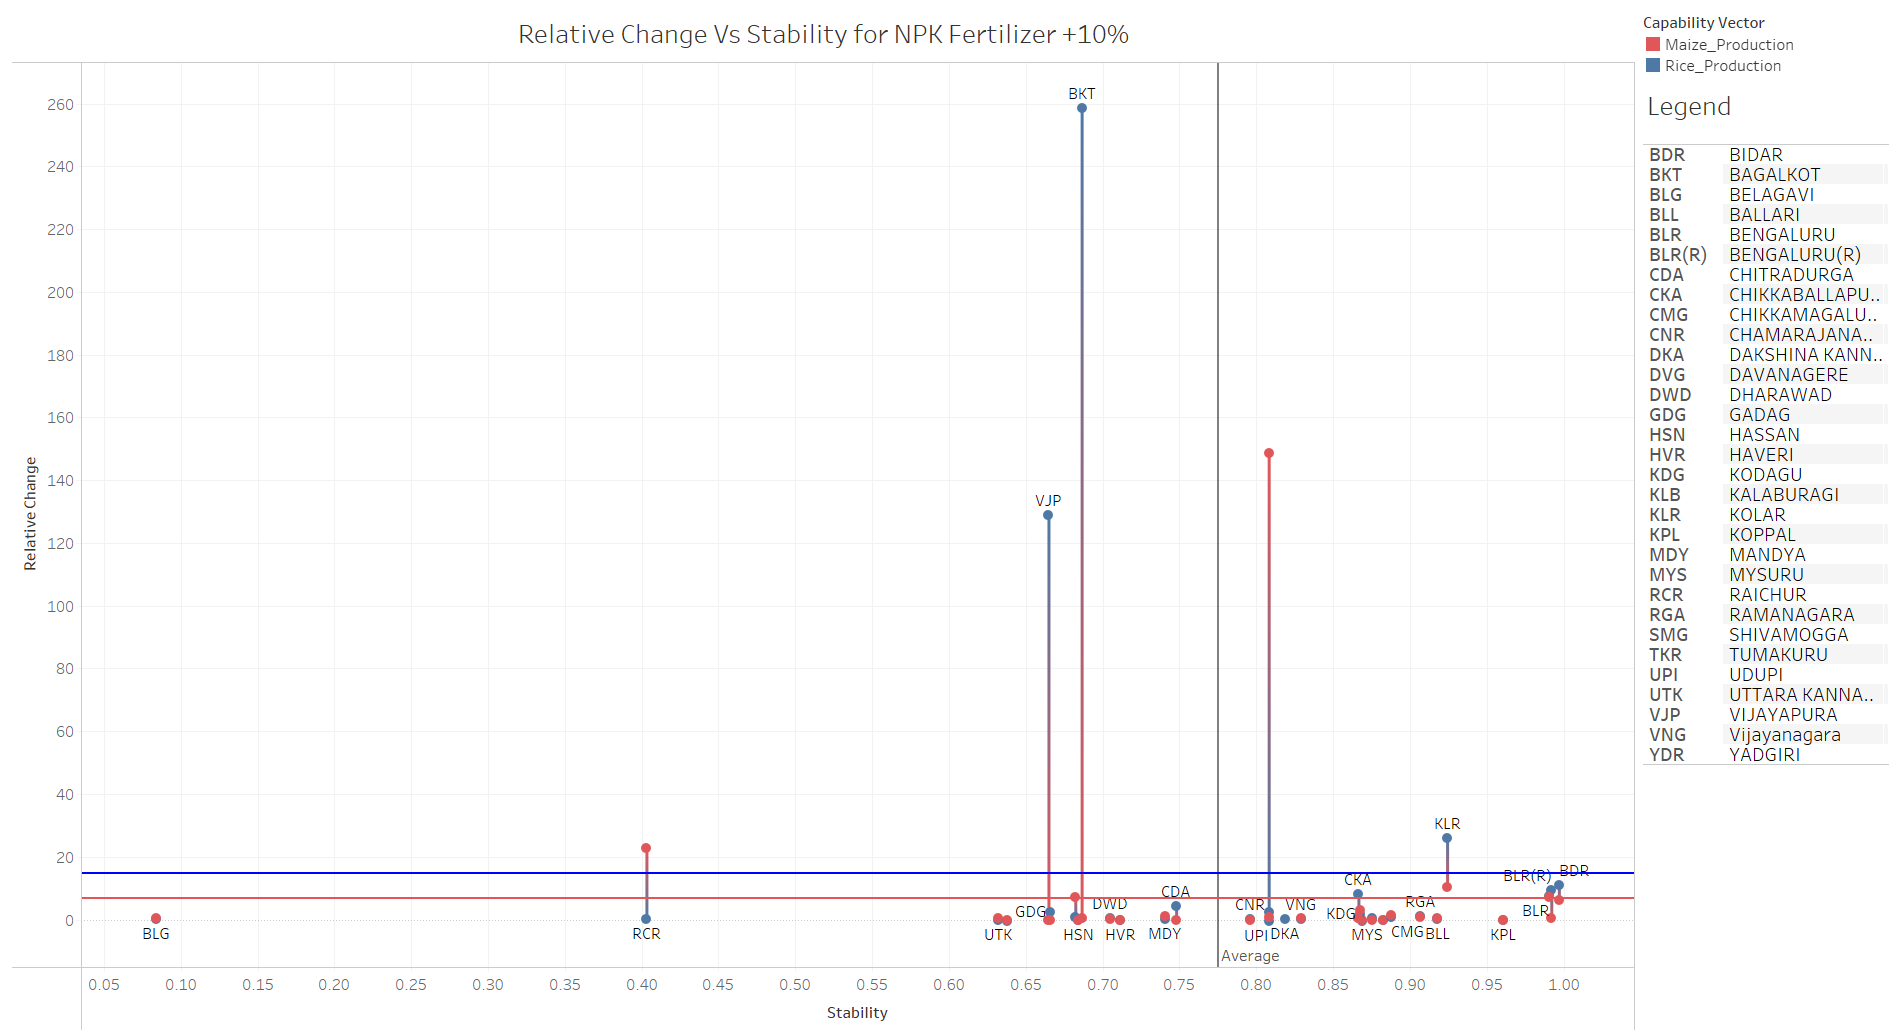 Relative Change Vs Stability for NPK Fertilizer +10%
Capability Vector
Maize_Production
Rice_Production
Legend
BDR BIDAR
BKT BAGALKOT
BLG BELAGAVI
BLL BALLARI
BLR BENGALURU
BLR(R) BENGALURU(R)
CDA CHITRADURGA
CKA CHIKKABALLAPU..
CMG CHIKKAMAGALU..
CNR CHAMARAJANA..
DKA DAKSHINA KANN..
DVG DAVANAGERE
DWD DHARAWAD
GDG GADAG
HSN HASSAN
HVR HAVERI
KDG KODAGU
KLB KALABURAGI
KLR KOLAR
KPL KOPPAL
MDY MANDYA
MYS MYSURU
RCR RAICHUR
RGA RAMANAGARA
SMG SHIVAMOGGA
TKR TUMAKURU
UPI UDUPI
UTK UTTARA KANNA..
VJP VIJAYAPURA
VNG Vijayanagara
YDR YADGIRI
Relative Change
260
240
220
200
180
160
140
120
100
80
60
40
20
0
BKT
VJP
KLR
BLR(R) BDR
CKA
CDA
GDG DWD CNR VNG KDG RGA BLR
BLG RCR UTK HSN HVR MDY UPI DKA MYS CMG BLL KPL
Average
0.05 0.10 0.15 0.20 0.25 0.30 0.35 0.40 0.45 0.50 0.55 0.60 0.65 0.70 0.75 0.80 0.85 0.90 0.95 1.00
Stability